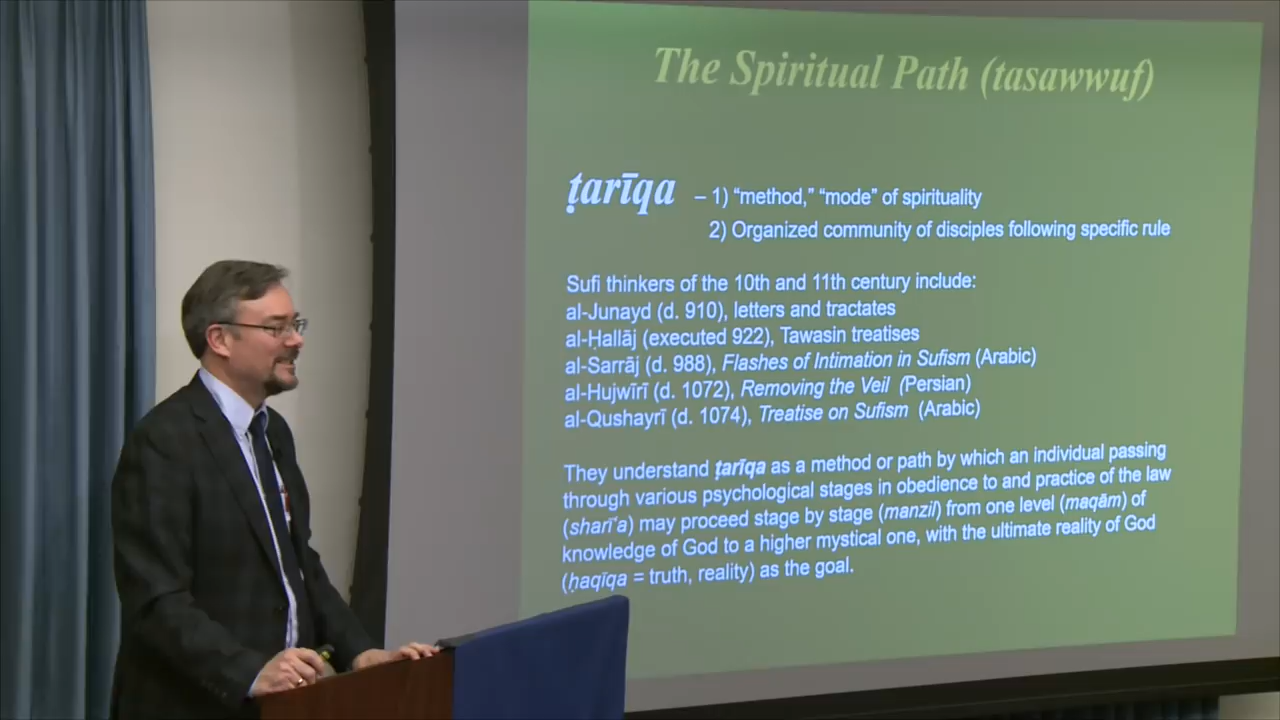 The Spiritual Path (tasawwuf)
ṭarīqa – 1) “method,” “mode” of spirituality
2) Organized community of disciples following specific rule
Sufi thinkers of the 10th and 11th century include:
al-Junayd (d. 910), letters and tractates
al-Ḥallāj (executed 922), Tawasin treatises
al-Sarrāj (d. 988), Flashes of Intimation in Sufism (Arabic)
al-Hujwīrī (d. 1072), Removing the Veil (Persian)
al-Qushayrī (d. 1074), Treatise on Sufism (Arabic)
They understand ṭarīqa as a method or path by which an individual passing
through various psychological stages in obedience to and practice of the law
(sharī‘a) may proceed stage by stage (manzil) from one level (maqām) of
knowledge of God to a higher mystical one, with the ultimate reality of God
(ḥaqīqa = truth, reality) as the goal.